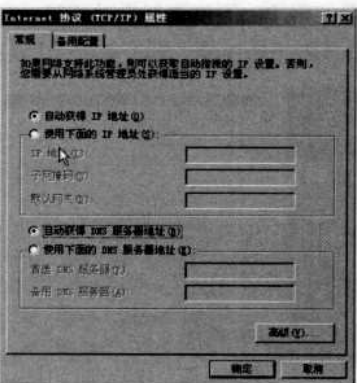 Internet 协议 (TCP/IP) 属性
常规 备用配置
如果网络支持此功能，则可以获取自动指派的 IP 设置。否则，
您需要从网络系统管理员处获得适当的 IP 设置。
自动获得 IP 地址(O)
使用下面的 IP 地址(S):
IP 地址(I):
子网掩码(U):
默认网关(D):
自动获得 DNS 服务器地址(B)
使用下面的 DNS 服务器地址(E):
首选 DNS 服务器(P):
备用 DNS 服务器(A):
高级(V)...
确定 取消